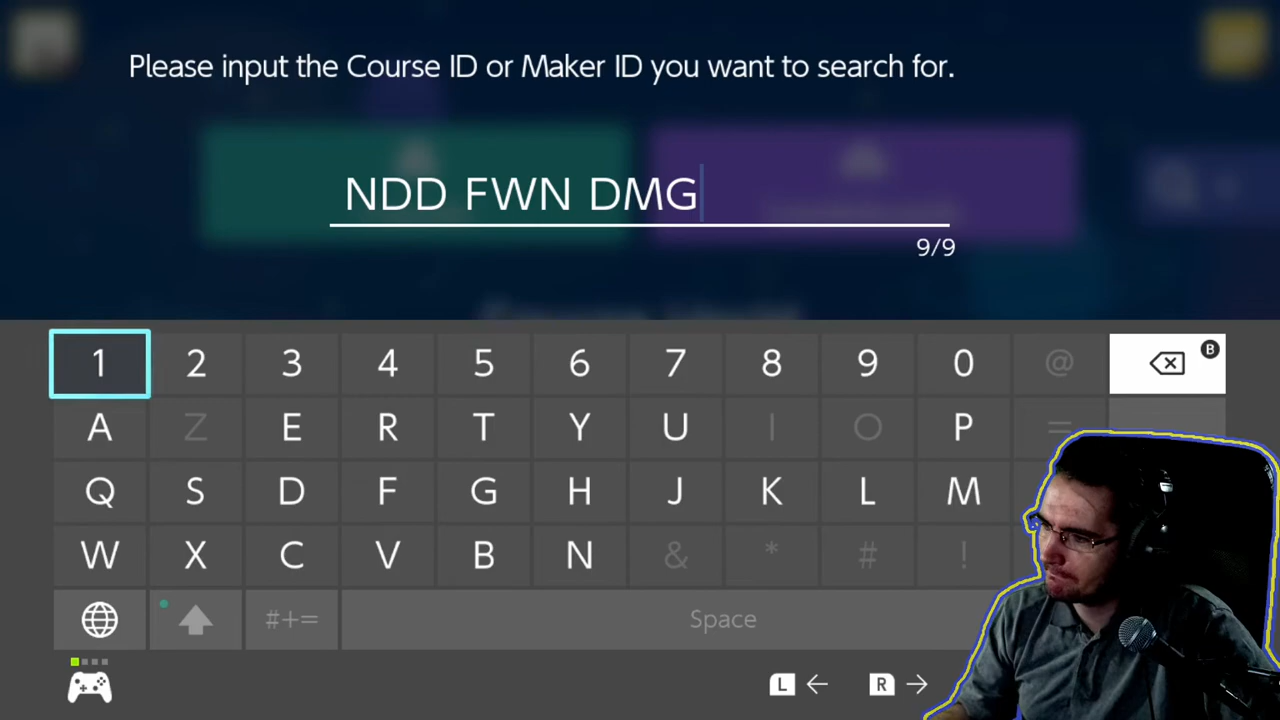 Please input the Course ID or Maker ID you want to search for.
NDD FWN DMG
9/9
1 2 3 4 5 6 7 8 9 0 @ B
A Z E R T Y U I O P =
Q S D F G H J K L M
W X C V B N & * # !
#+= Space
L ← R →